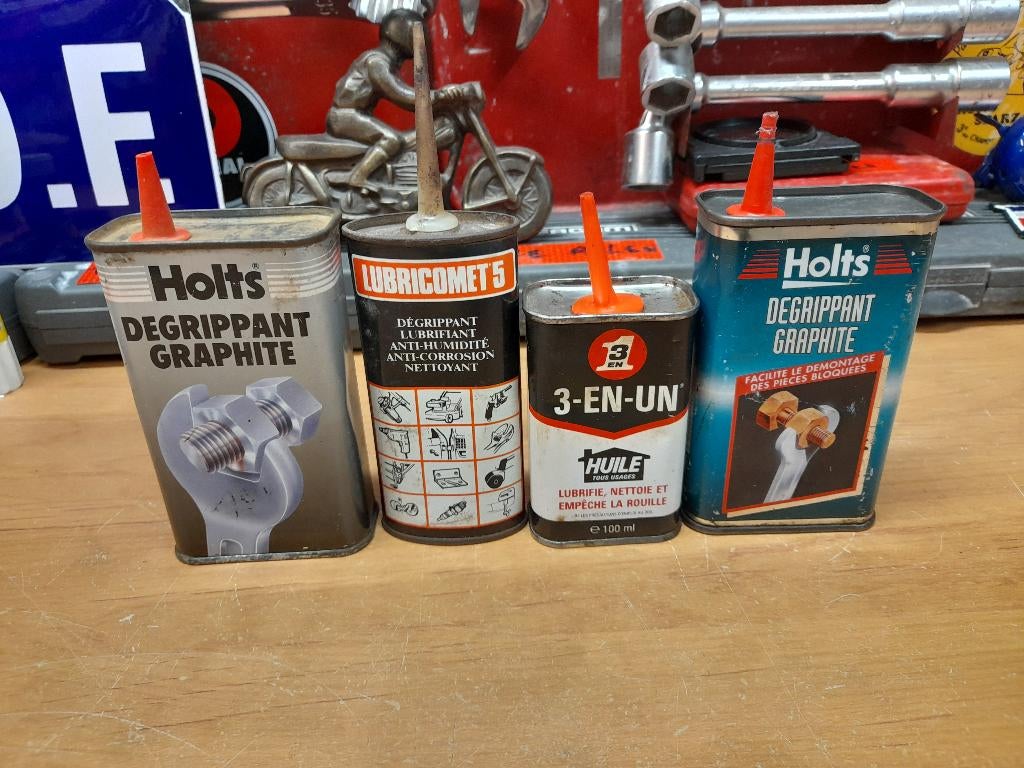 O.F.
Holts®
DEGRIPPANT
GRAPHITE
LUBRICOMET 5
DÉGRIPPANT
LUBRIFIANT
ANTI-HUMIDITÉ
ANTI-CORROSION
NETTOYANT
3
EN
1
3-EN-UN®
HUILE
TOUS USAGES
LUBRIFIE, NETTOIE ET
EMPÊCHE LA ROUILLE
e 100 ml
Holts®
DEGRIPPANT
GRAPHITE
FACILITE LE DEMONTAGE
DES PIECES BLOQUEES